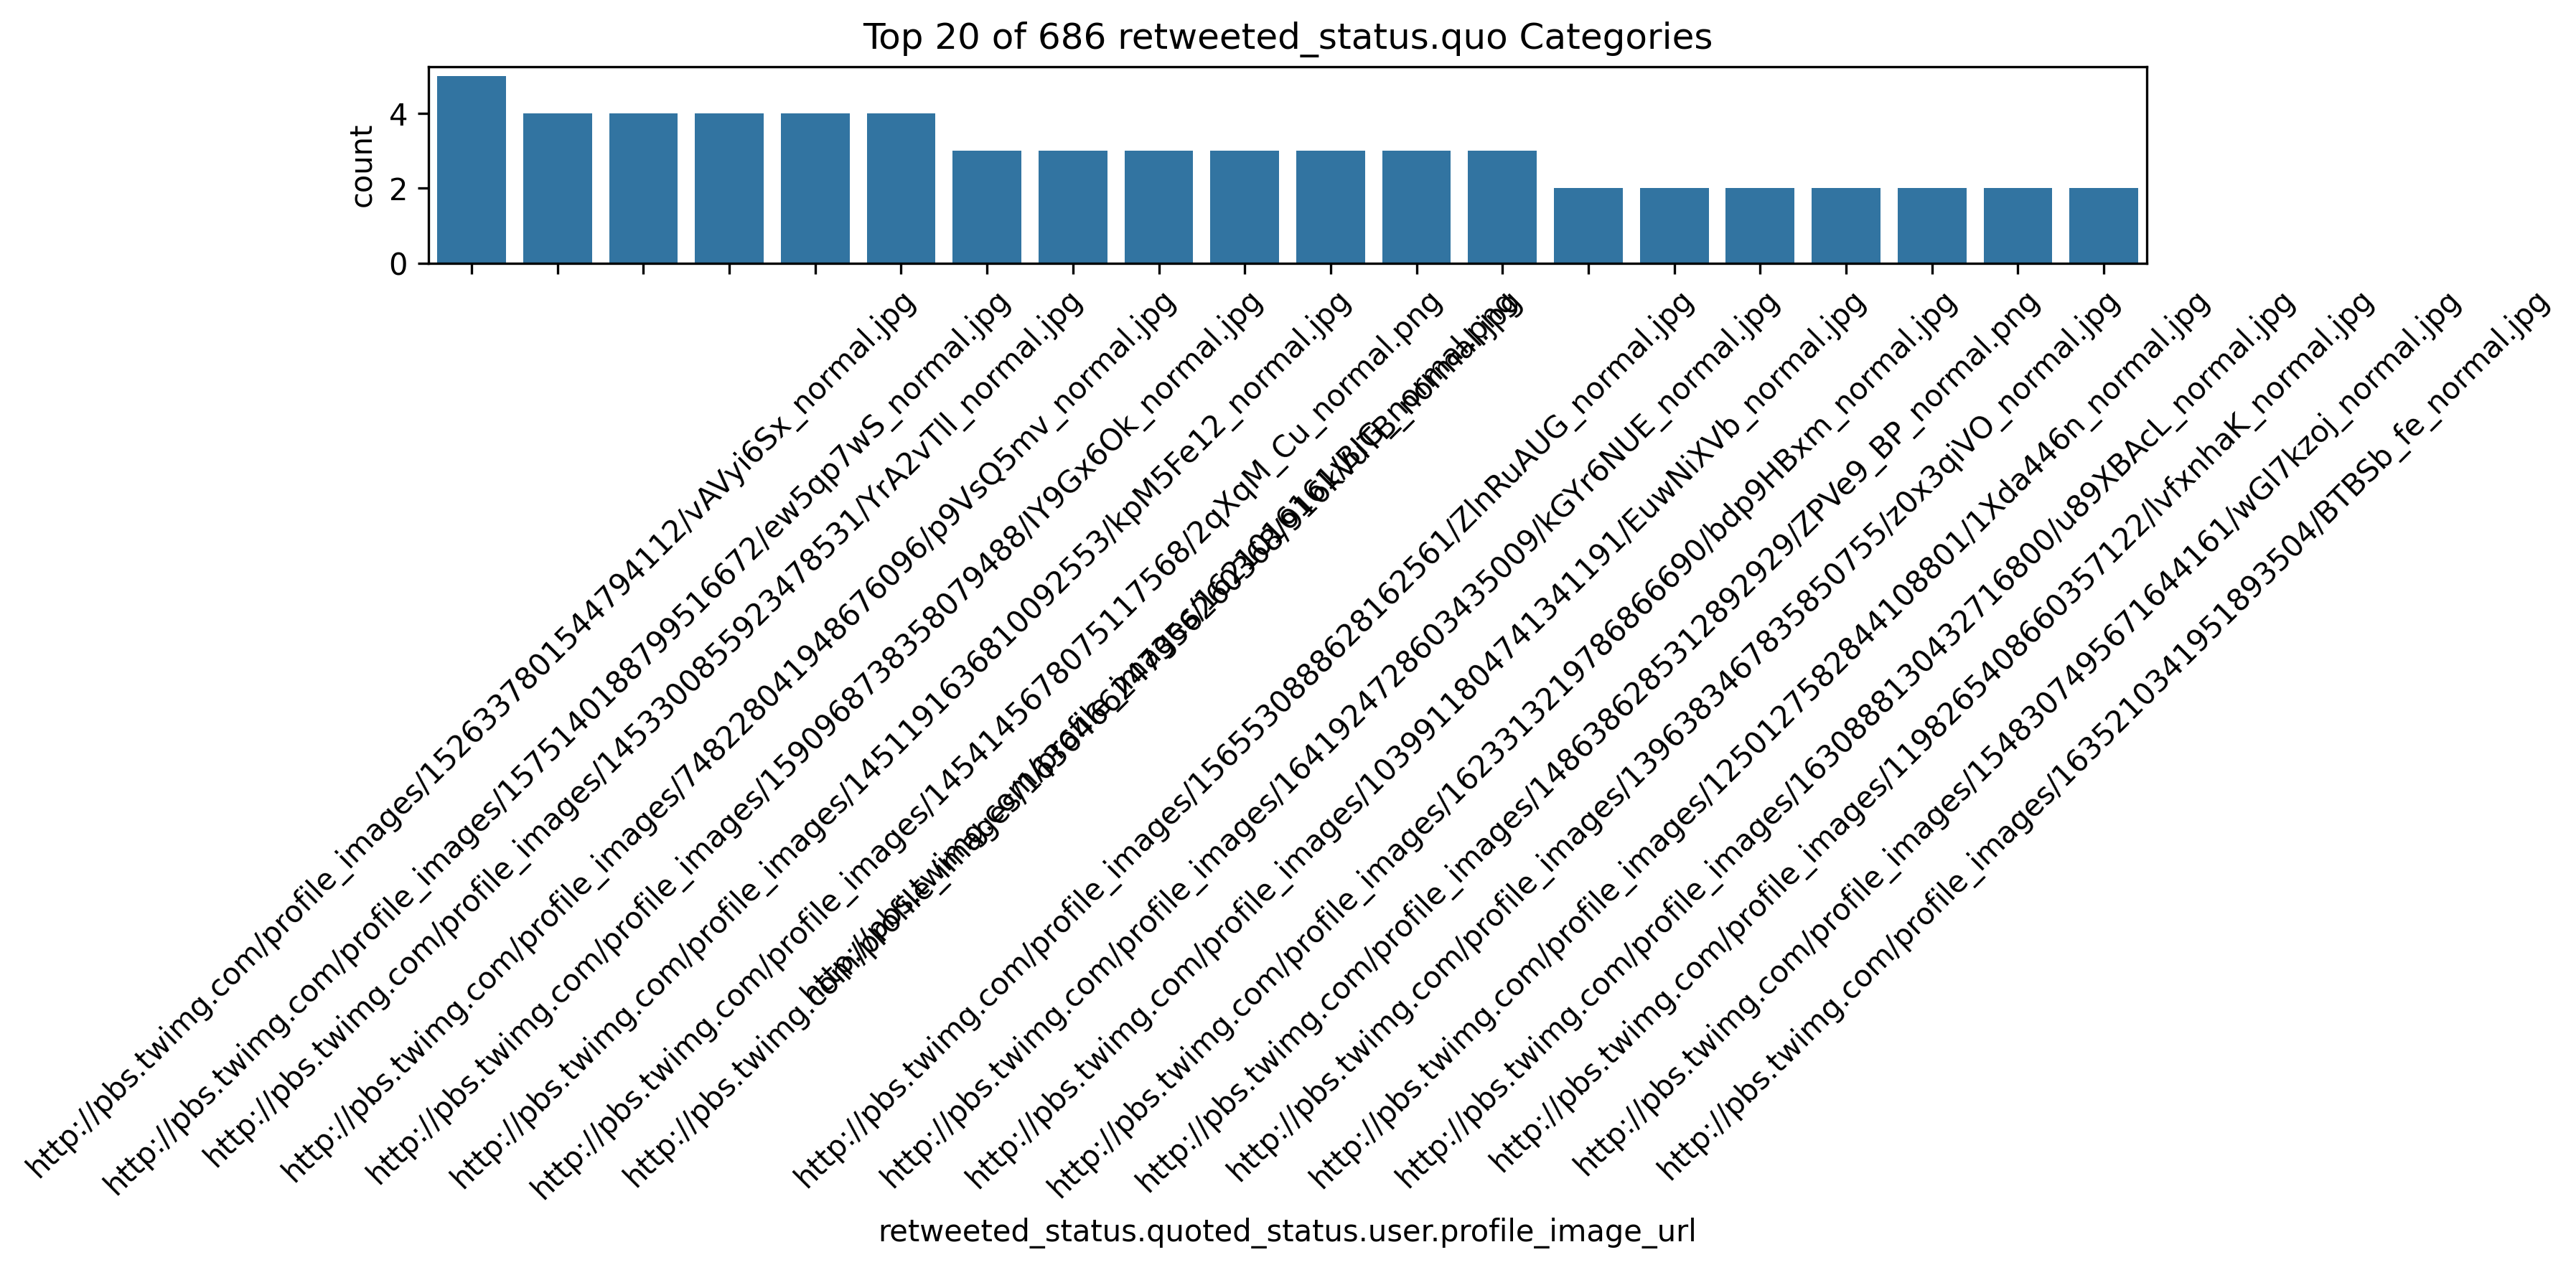 Top 20 of 686 retweeted_status.quo Categories
count
4
2
0
http://pbs.twimg.com/profile_images/1526337801544794112/vAVyi6Sx_normal.jpg
http://pbs.twimg.com/profile_images/1575140188799516672/ew5qp7wS_normal.jpg
http://pbs.twimg.com/profile_images/1453300855923478531/YrA2vTll_normal.jpg
http://pbs.twimg.com/profile_images/748228041948676096/p9VsQ5mv_normal.jpg
http://pbs.twimg.com/profile_images/1590968738358079488/IY9Gx6Ok_normal.jpg
http://pbs.twimg.com/profile_images/1451191636810092553/kpM5Fe12_normal.jpg
http://pbs.twimg.com/profile_images/1454145678075117568/2qXqM_Cu_normal.png
http://pbs.twimg.com/profile_images/1565530888628162561/ZlnRuAUG_normal.jpg
http://pbs.twimg.com/profile_images/1641924728603435009/kGYr6NUE_normal.jpg
http://pbs.twimg.com/profile_images/1039911804741341191/EuwNiXVb_normal.jpg
http://pbs.twimg.com/profile_images/1623313219786866690/bdp9HBxm_normal.jpg
http://pbs.twimg.com/profile_images/1486386285312892929/ZPVe9_BP_normal.png
http://pbs.twimg.com/profile_images/1396383346783585507​55/z0x3qiVO_normal.jpg
http://pbs.twimg.com/profile_images/1250127582844108801/1Xda446n_normal.jpg
http://pbs.twimg.com/profile_images/1630888130432716800/u89XBAcL_normal.jpg
http://pbs.twimg.com/profile_images/1198265408660357122/lvfxnhaK_normal.jpg
http://pbs.twimg.com/profile_images/1548307495671644161/wGI7kzoj_normal.jpg
http://pbs.twimg.com/profile_images/1635210341951893504/BTBSb_fe_normal.jpg
retweeted_status.quoted_status.user.profile_image_url